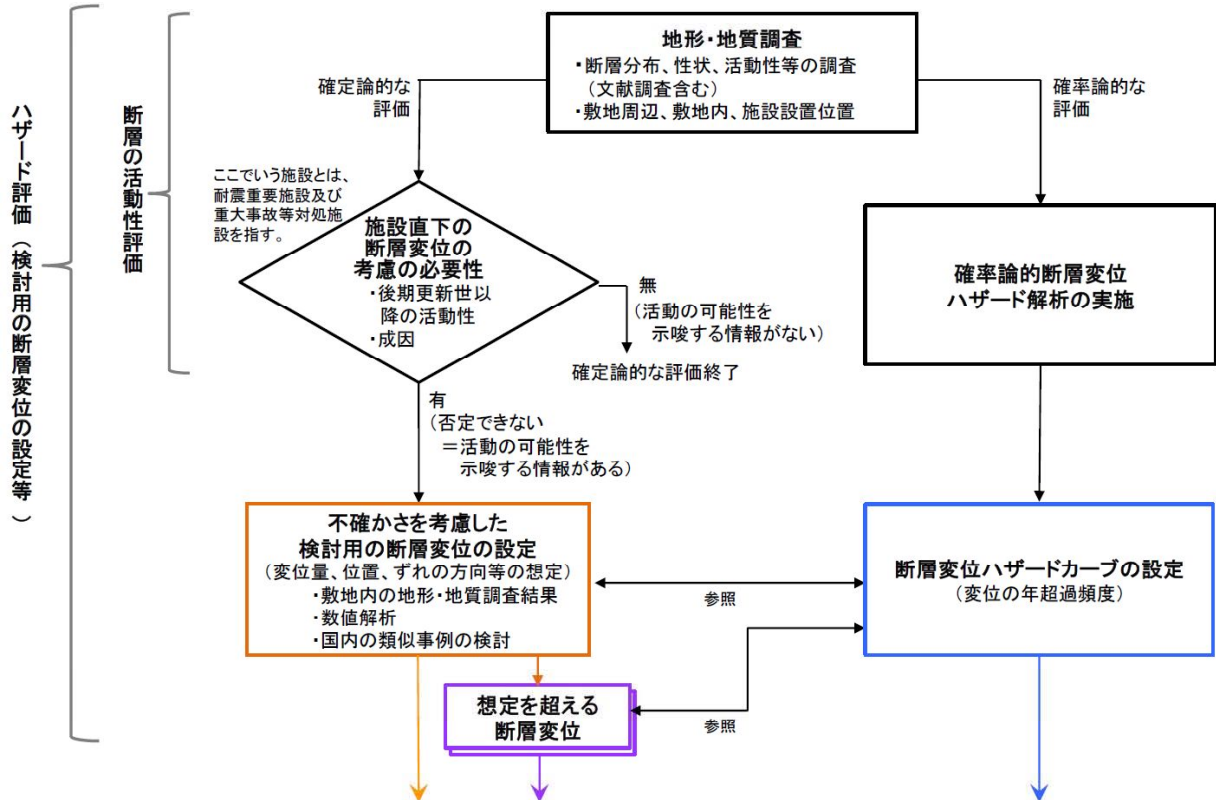 ハザード評価（検討用の断層変位の設定等）
断層の活動性評価
地形・地質調査
・断層分布、性状、活動性等の調査
（文献調査含む）
・敷地周辺、敷地内、施設設置位置
確定論的な
評価
確率論的な
評価
ここでいう施設とは、
耐震重要施設及び
重大事故等対処施
設を指す。
施設直下の
断層変位の
考慮の必要性
・後期更新世以
降の活動性
・成因
無
（活動の可能性を
示唆する情報がない）
確定論的な評価終了
確率論的断層変位
ハザード解析の実施
有
（否定できない
＝活動の可能性を
示唆する情報がある）
不確かさを考慮した
検討用の断層変位の設定
（変位量、位置、ずれの方向等の想定）
・敷地内の地形・地質調査結果
・数値解析
・国内の類似事例の検討
参照
断層変位ハザードカーブの設定
（変位の年超過頻度）
想定を超える
断層変位
参照